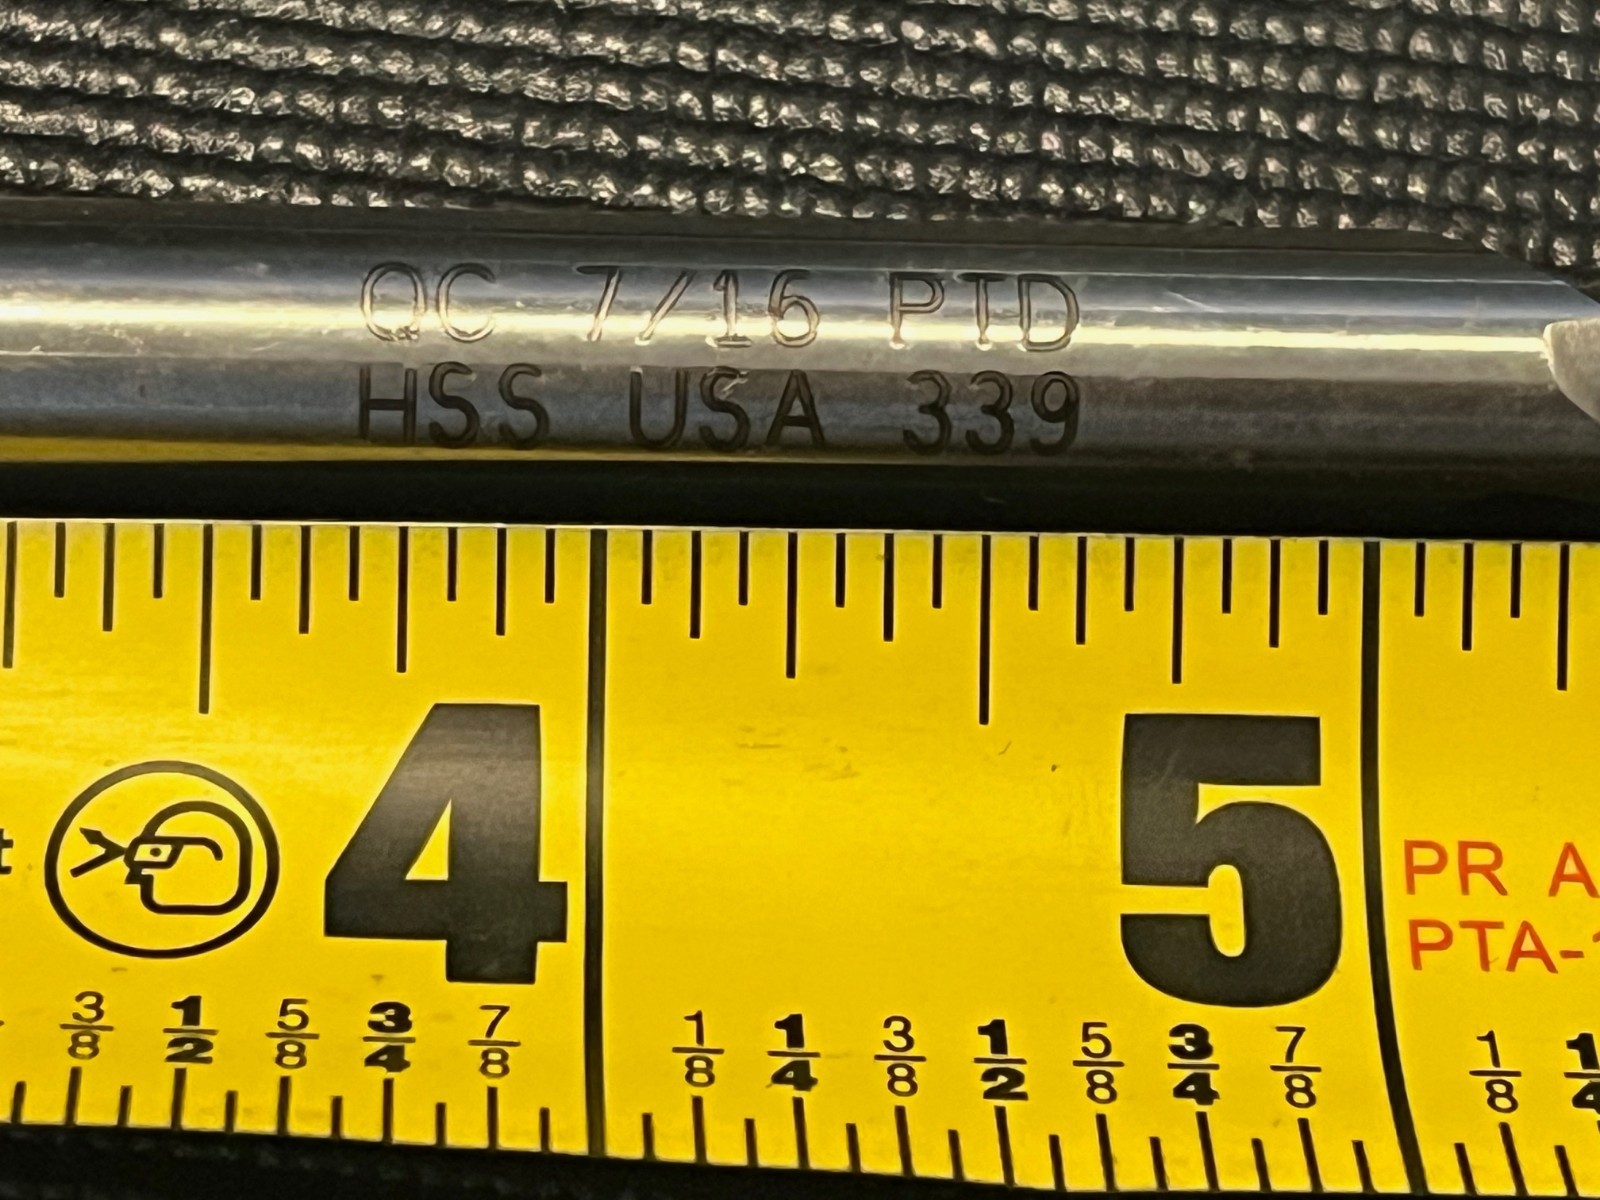 QC 7/16 PTD
HSS USA 339
4 5
PR A
PTA-
3/8 1/2 5/8 3/4 7/8 1/8 1/4 3/8 1/2 5/8 3/4 7/8 1/8 1/4